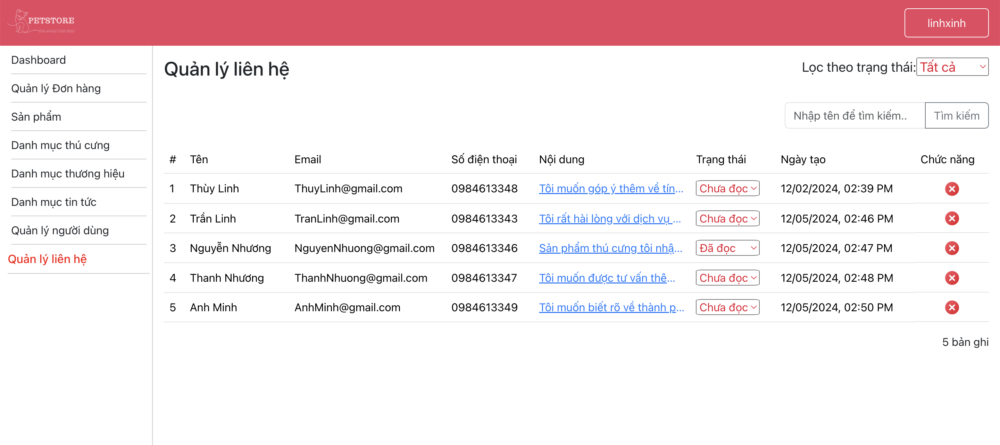 PETSTORE
linhxinh
Dashboard
Quản lý Đơn hàng
Sản phẩm
Danh mục thú cưng
Danh mục thương hiệu
Danh mục tin tức
Quản lý người dùng
Quản lý liên hệ
Quản lý liên hệ
Lọc theo trạng thái: Tất cả
Nhập tên để tìm kiếm.. Tìm kiếm
# Tên Email Số điện thoại Nội dung Trạng thái Ngày tạo Chức năng
1 Thùy Linh ThuyLinh@gmail.com 0984613348 Tôi muốn góp ý thêm về tín... Chưa đọc 12/02/2024, 02:39 PM
2 Trần Linh TranLinh@gmail.com 0984613343 Tôi rất hài lòng với dịch vụ ... Chưa đọc 12/05/2024, 02:46 PM
3 Nguyễn Nhương NguyenNhuong@gmail.com 0984613346 Sản phẩm thú cưng tôi nhậ... Đã đọc 12/05/2024, 02:47 PM
4 Thanh Nhương ThanhNhuong@gmail.com 0984613347 Tôi muốn được tư vấn thê... Chưa đọc 12/05/2024, 02:48 PM
5 Anh Minh AnhMinh@gmail.com 0984613349 Tôi muốn biết rõ về thành p... Chưa đọc 12/05/2024, 02:50 PM
5 bản ghi